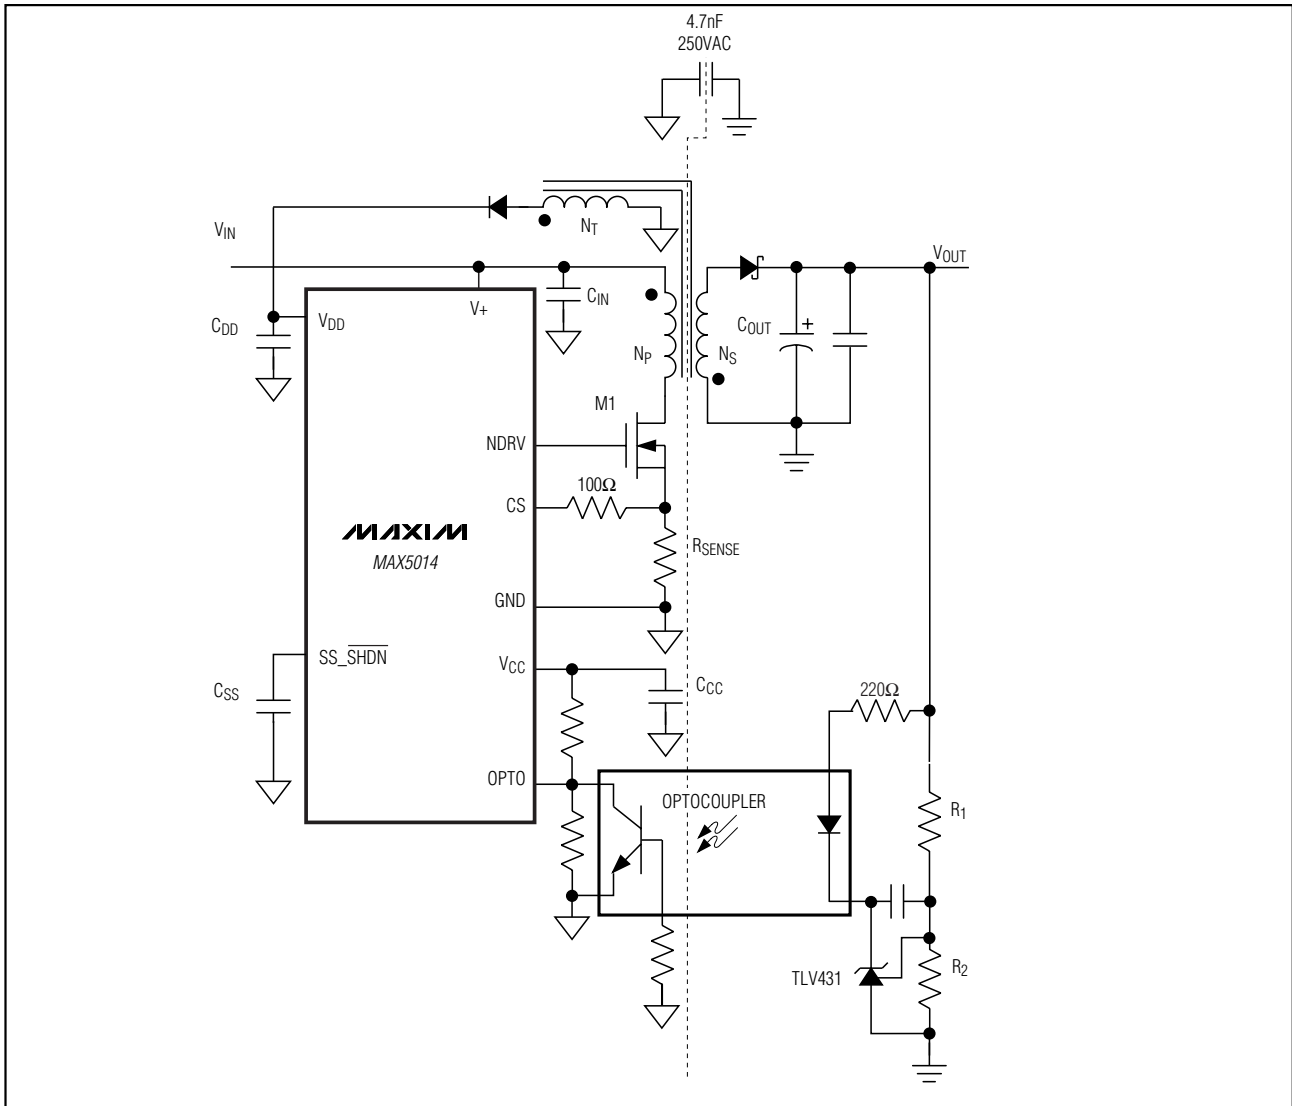 4.7nF
250VAC
VIN
NT
VOUT
V+
CIN
CDD
VDD
COUT
+
NP
NS
M1
NDRV
100Ω
CS
MAXIM
RSENSE
MAX5014
GND
SS_SHDN
VCC
CSS
CCC
220Ω
OPTO
OPTOCOUPLER
R1
TLV431
R2